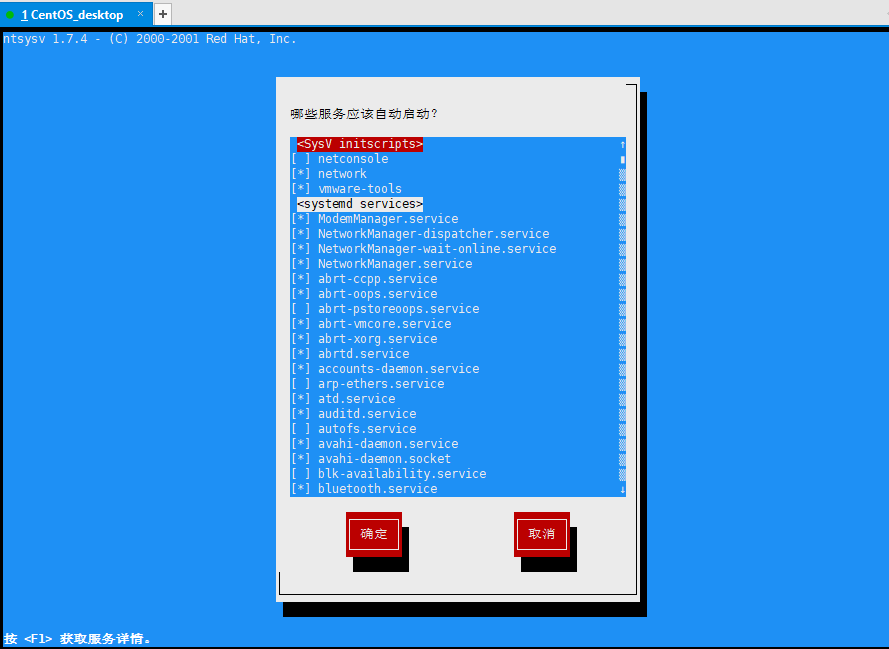 1 CentOS_desktop × +
ntsysv 1.7.4 - (C) 2000-2001 Red Hat, Inc.
哪些服务应该自动启动?
<SysV initscripts>
[ ] netconsole
[*] network
[*] vmware-tools
<systemd services>
[*] ModemManager.service
[*] NetworkManager-dispatcher.service
[*] NetworkManager-wait-online.service
[*] NetworkManager.service
[*] abrt-ccpp.service
[*] abrt-oops.service
[ ] abrt-pstoreoops.service
[*] abrt-vmcore.service
[*] abrt-xorg.service
[*] abrtd.service
[*] accounts-daemon.service
[ ] arp-ethers.service
[*] atd.service
[*] auditd.service
[ ] autofs.service
[*] avahi-daemon.service
[*] avahi-daemon.socket
[ ] blk-availability.service
[*] bluetooth.service
确定 取消
按 <F1> 获取服务详情。